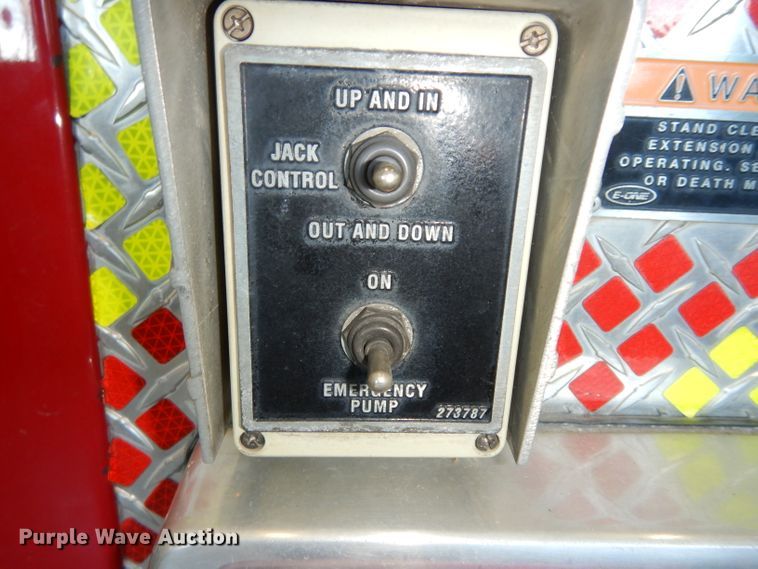 UP AND IN
JACK
CONTROL
OUT AND DOWN
ON
EMERGENCY
PUMP
273787
WA
STAND CLE
EXTENSION
OPERATING. SE
OR DEATH M
E-ONE
Purple Wave Auction